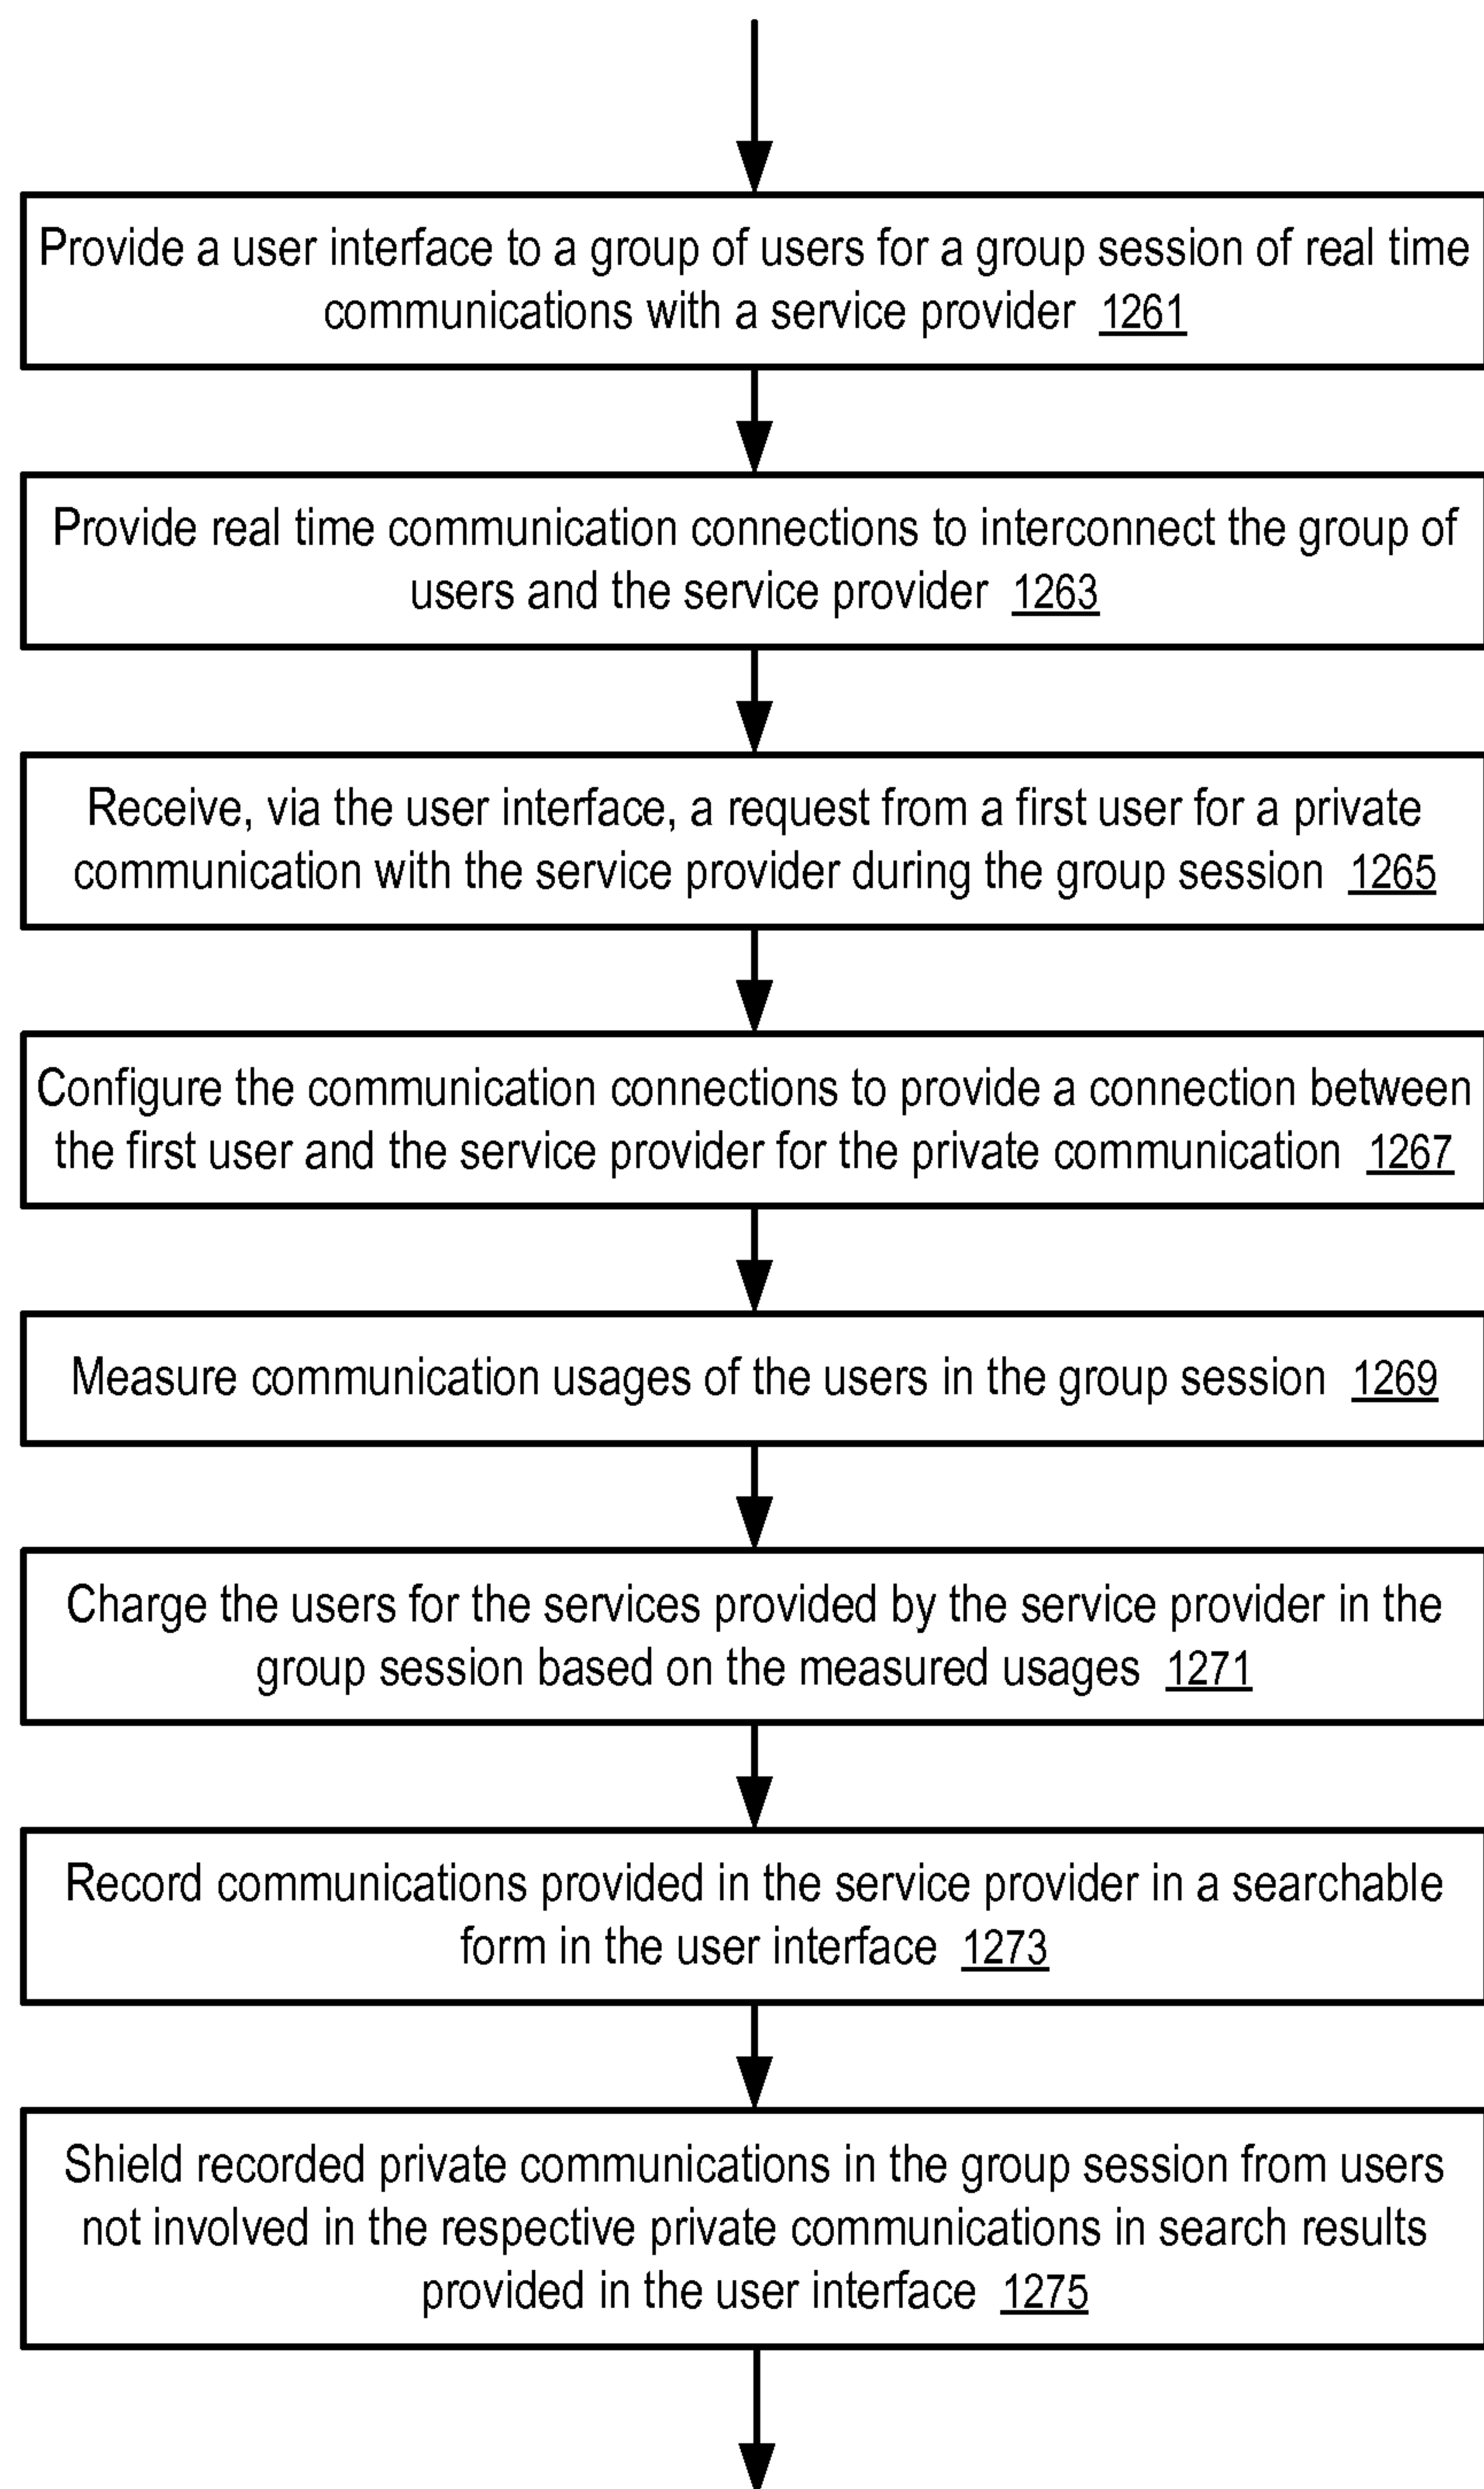 Provide a user interface to a group of users for a group session of real time
communications with a service provider 1261
Provide real time communication connections to interconnect the group of
users and the service provider 1263
Receive, via the user interface, a request from a first user for a private
communication with the service provider during the group session 1265
Configure the communication connections to provide a connection between
the first user and the service provider for the private communication 1267
Measure communication usages of the users in the group session 1269
Charge the users for the services provided by the service provider in the
group session based on the measured usages 1271
Record communications provided in the service provider in a searchable
form in the user interface 1273
Shield recorded private communications in the group session from users
not involved in the respective private communications in search results
provided in the user interface 1275